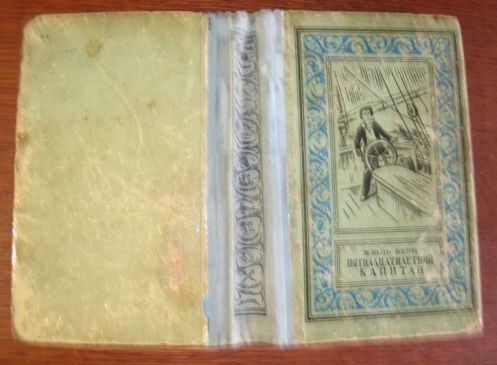 ЖЮЛЬ ВЕРН
ПЯТНАДЦАТИЛЕТНИЙ
КАПИТАН